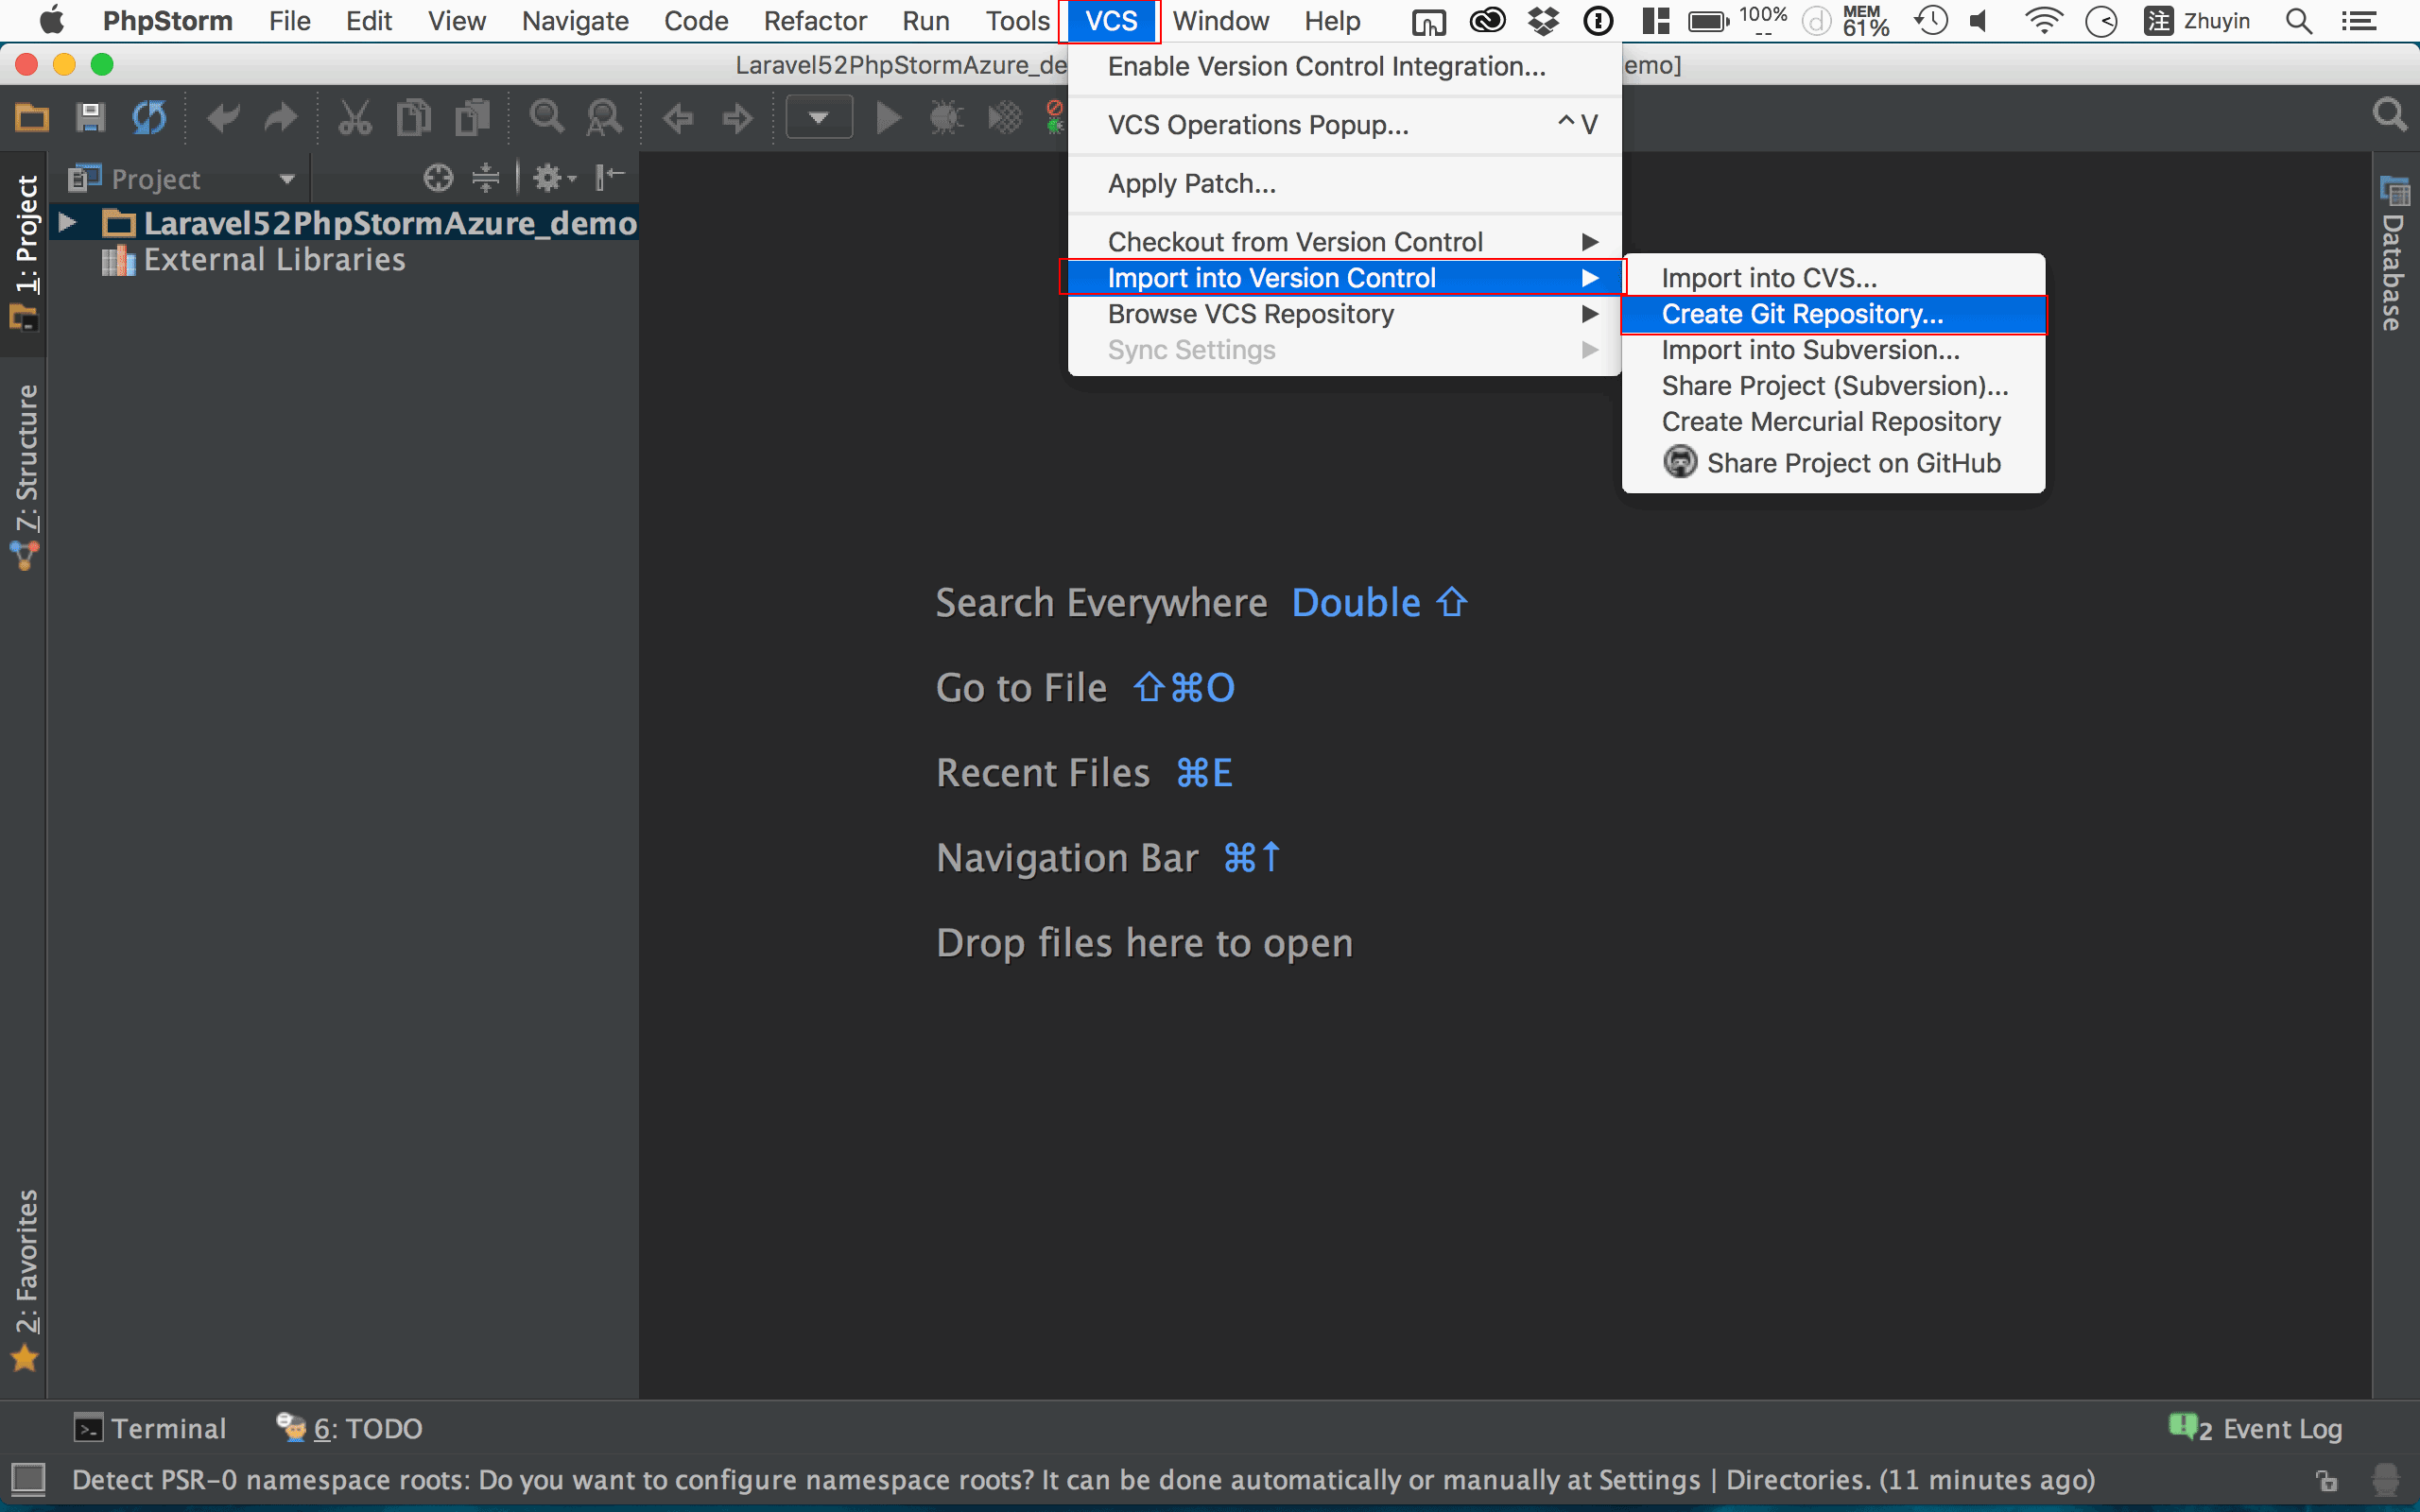 PhpStorm File Edit View Navigate Code Refactor Run Tools VCS Window Help 100% -- MEM 61% 注 Zhuyin
Laravel52PhpStormAzure_de emo]
Enable Version Control Integration...
VCS Operations Popup... ^V
Apply Patch...
Checkout from Version Control
Import into Version Control
Browse VCS Repository
Sync Settings
Import into CVS...
Create Git Repository...
Import into Subversion...
Share Project (Subversion)...
Create Mercurial Repository
Share Project on GitHub
Project
Laravel52PhpStormAzure_demo
External Libraries
1: Project
7: Structure
2: Favorites
Database
Search Everywhere Double ⇧
Go to File ⇧⌘O
Recent Files ⌘E
Navigation Bar ⌘↑
Drop files here to open
Terminal 6: TODO 2 Event Log
Detect PSR-0 namespace roots: Do you want to configure namespace roots? It can be done automatically or manually at Settings | Directories. (11 minutes ago)